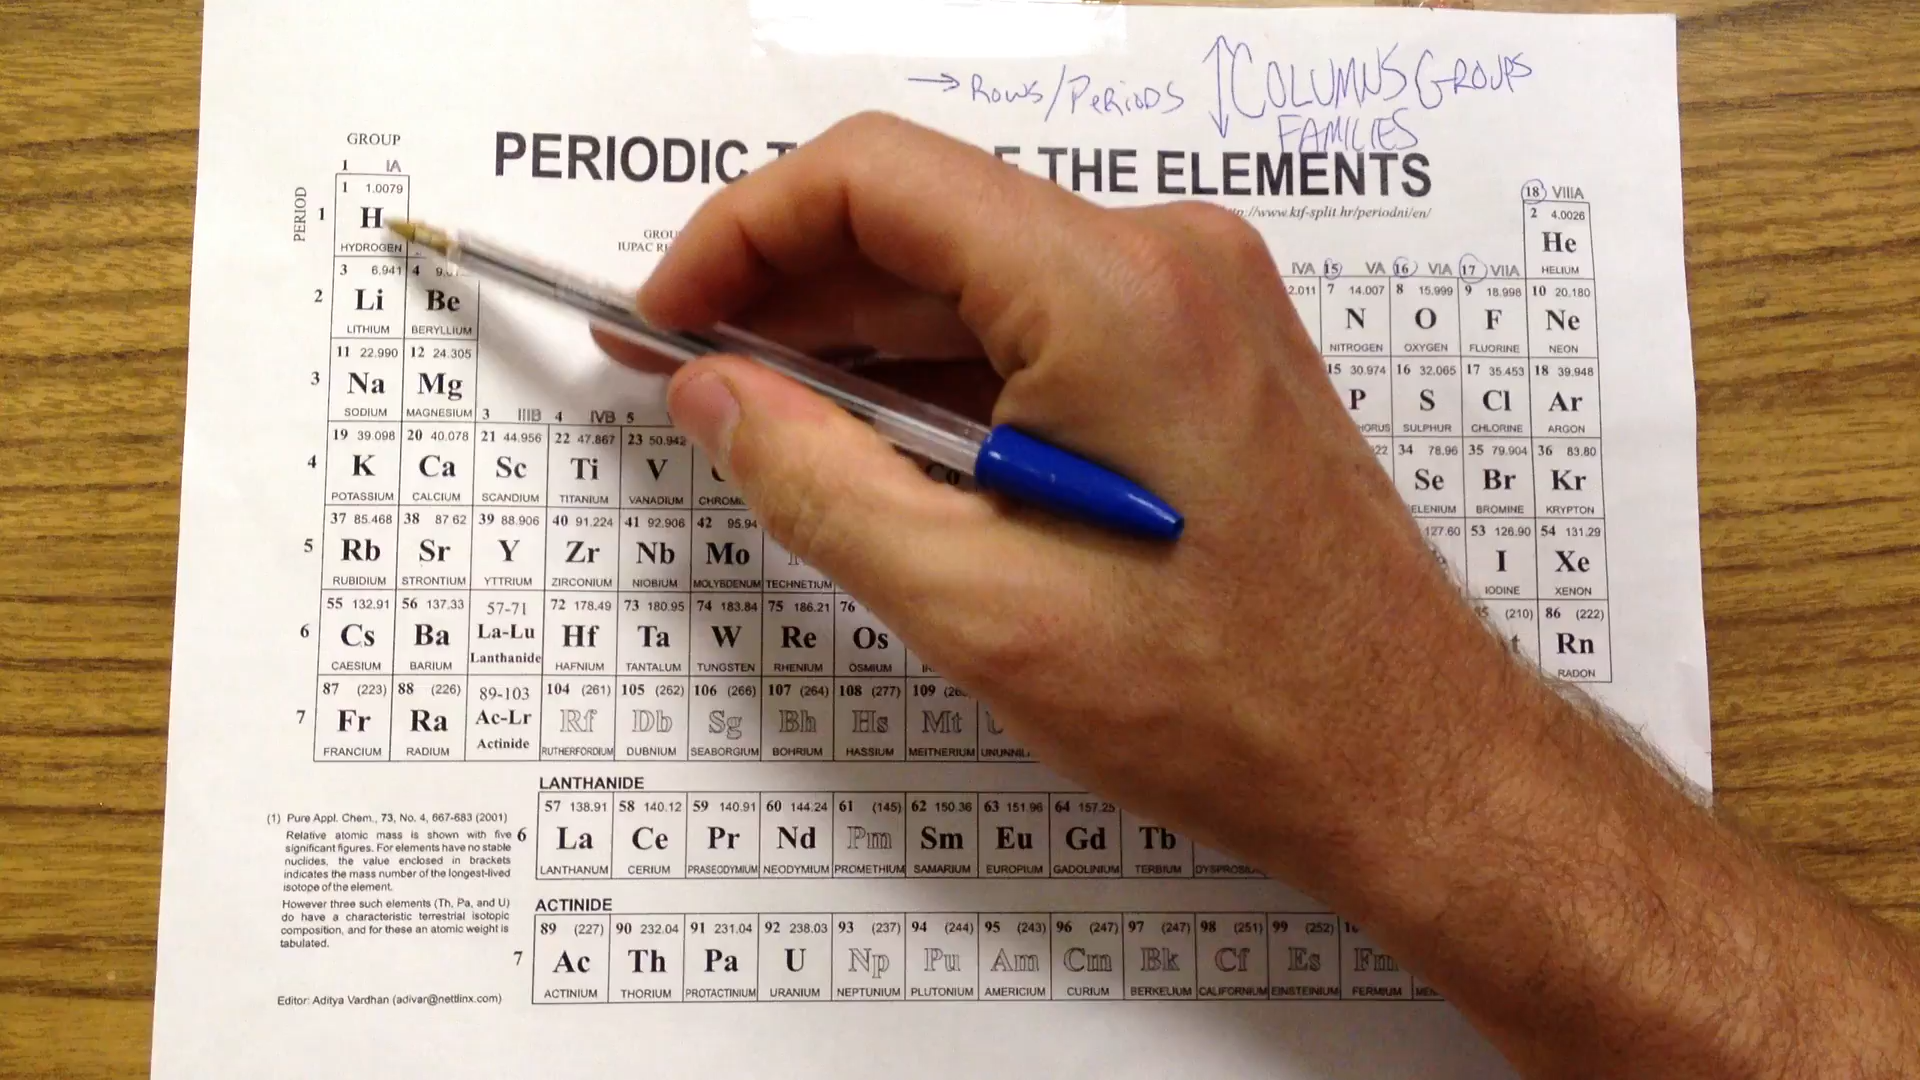 → Rows/Periods ↕ COLUMNS GROUPS
FAMILIES
GROUP
PERIODIC THE ELEMENTS
1 IA
18 VIIIA
PERIOD
1 1.0079
2 4.0026
1
H
He
http://www.ktf-split.hr/periodni/en/
HYDROGEN
HELIUM
IVA 15 VA 16 VIA 17 VIIA
3 6.941 4
2.011 7 14.007 8 15.999 9 18.998 10 20.180
2 Li Be N O F Ne
LITHIUM BERYLLIUM NITROGEN OXYGEN FLUORINE NEON
11 22.990 12 24.305 15 30.974 16 32.065 17 35.453 18 39.948
3 Na Mg P S Cl Ar
SODIUM MAGNESIUM 3 IIIB 4 IVB 5 SULPHUR CHLORINE ARGON
19 39.098 20 40.078 21 44.956 22 47.867 23 50.942 34 78.96 35 79.904 36 83.80
4 K Ca Sc Ti V Co Se Br Kr
POTASSIUM CALCIUM SCANDIUM TITANIUM VANADIUM BROMINE KRYPTON
37 85.468 38 87.62 39 88.906 40 91.224 41 92.906 42 95.94 127.60 53 126.90 54 131.29
5 Rb Sr Y Zr Nb Mo I Xe
RUBIDIUM STRONTIUM YTTRIUM ZIRCONIUM NIOBIUM MOLYBDENUM TECHNETIUM IODINE XENON
55 132.91 56 137.33 57-71 72 178.49 73 180.95 74 183.84 75 186.21 76 (210) 86 (222)
6 Cs Ba La-Lu Hf Ta W Re Os Rn
CAESIUM BARIUM Lanthanide HAFNIUM TANTALUM TUNGSTEN RHENIUM OSMIUM RADON
87 (223) 88 (226) 89-103 104 (261) 105 (262) 106 (266) 107 (264) 108 (277) 109
7 Fr Ra Ac-Lr Rf Db Sg Bh Hs Mt
FRANCIUM RADIUM Actinide RUTHERFORDIUM DUBNIUM SEABORGIUM BOHRIUM HASSIUM MEITNERIUM
LANTHANIDE
57 138.91 58 140.12 59 140.91 60 144.24 61 (145) 62 150.36 63 151.96 64 157.25
6 La Ce Pr Nd Pm Sm Eu Gd Tb
LANTHANUM CERIUM PRASEODYMIUM NEODYMIUM PROMETHIUM SAMARIUM EUROPIUM GADOLINIUM TERBIUM
ACTINIDE
89 (227) 90 232.04 91 231.04 92 238.03 93 (237) 94 (244) 95 (243) 96 (247) 97 (247) 98 (251) 99 (252)
7 Ac Th Pa U Np Pu Am Cm Bk Cf Es Fm
ACTINIUM THORIUM PROTACTINIUM URANIUM NEPTUNIUM PLUTONIUM AMERICIUM CURIUM BERKELIUM CALIFORNIUM EINSTEINIUM FERMIUM
(1) Pure Appl. Chem., 73, No. 4, 667-683 (2001)
Relative atomic mass is shown with five
significant figures. For elements have no stable
nuclides, the value enclosed in brackets
indicates the mass number of the longest-lived
isotope of the element.
However three such elements (Th, Pa, and U)
do have a characteristic terrestrial isotopic
composition, and for these an atomic weight is
tabulated.
Editor: Aditya Vardhan (adivar@nettlinx.com)